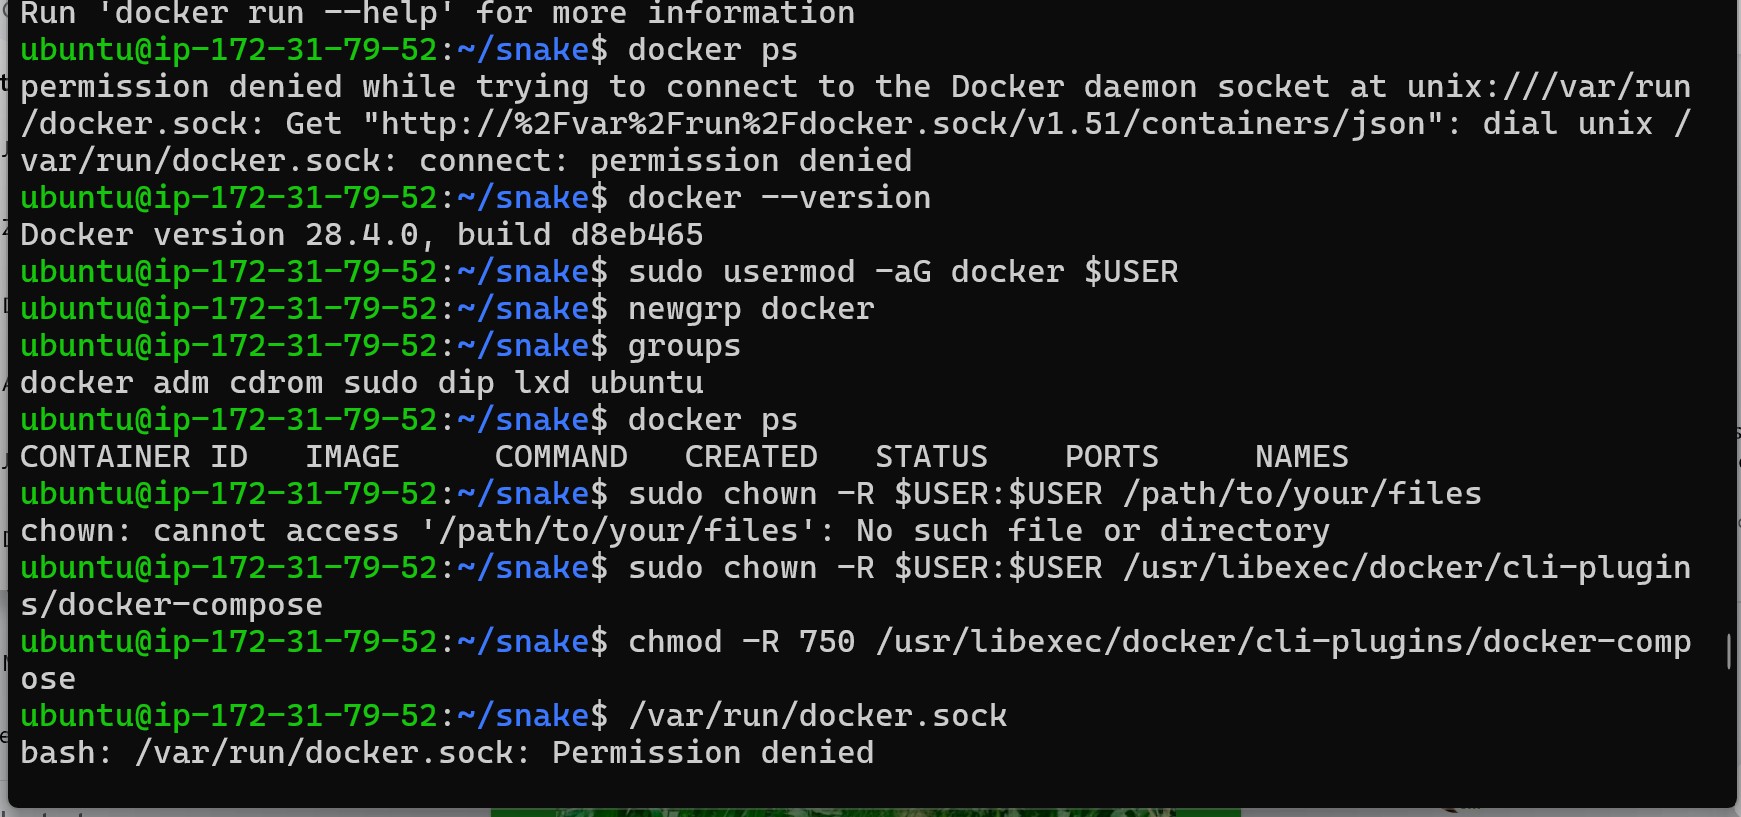 Run 'docker run --help' for more information
ubuntu@ip-172-31-79-52:~/snake$ docker ps
permission denied while trying to connect to the Docker daemon socket at unix:///var/run
/docker.sock: Get "http://%2Fvar%2Frun%2Fdocker.sock/v1.51/containers/json": dial unix /
var/run/docker.sock: connect: permission denied
ubuntu@ip-172-31-79-52:~/snake$ docker --version
Docker version 28.4.0, build d8eb465
ubuntu@ip-172-31-79-52:~/snake$ sudo usermod -aG docker $USER
ubuntu@ip-172-31-79-52:~/snake$ newgrp docker
ubuntu@ip-172-31-79-52:~/snake$ groups
docker adm cdrom sudo dip lxd ubuntu
ubuntu@ip-172-31-79-52:~/snake$ docker ps
CONTAINER ID   IMAGE     COMMAND   CREATED   STATUS    PORTS     NAMES
ubuntu@ip-172-31-79-52:~/snake$ sudo chown -R $USER:$USER /path/to/your/files
chown: cannot access '/path/to/your/files': No such file or directory
ubuntu@ip-172-31-79-52:~/snake$ sudo chown -R $USER:$USER /usr/libexec/docker/cli-plugin
s/docker-compose
ubuntu@ip-172-31-79-52:~/snake$ chmod -R 750 /usr/libexec/docker/cli-plugins/docker-comp
ose
ubuntu@ip-172-31-79-52:~/snake$ /var/run/docker.sock
bash: /var/run/docker.sock: Permission denied